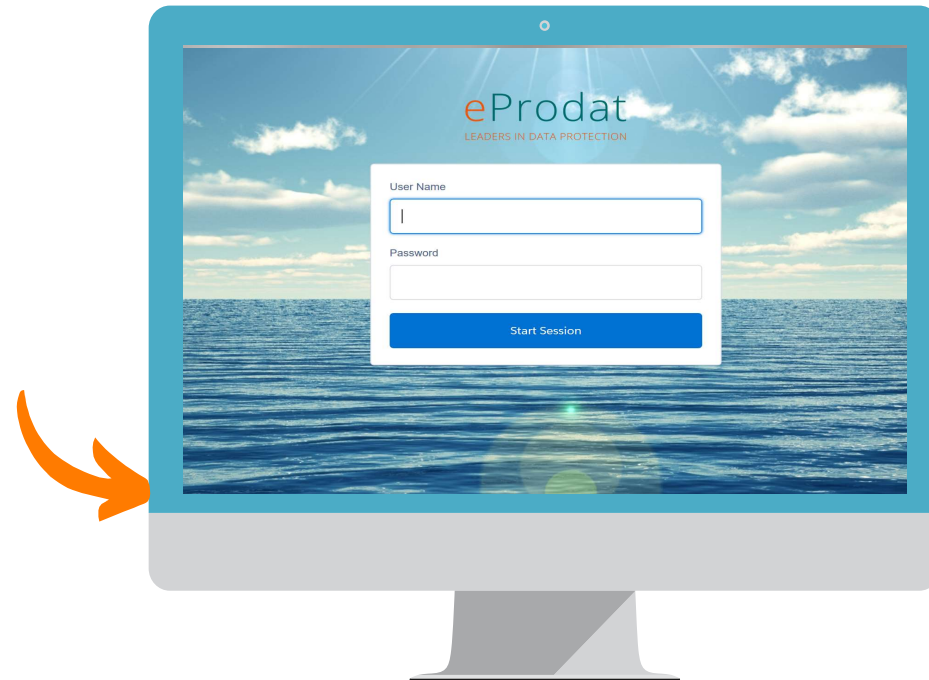 eProdat
LEADERS IN DATA PROTECTION
User Name
Password
Start Session